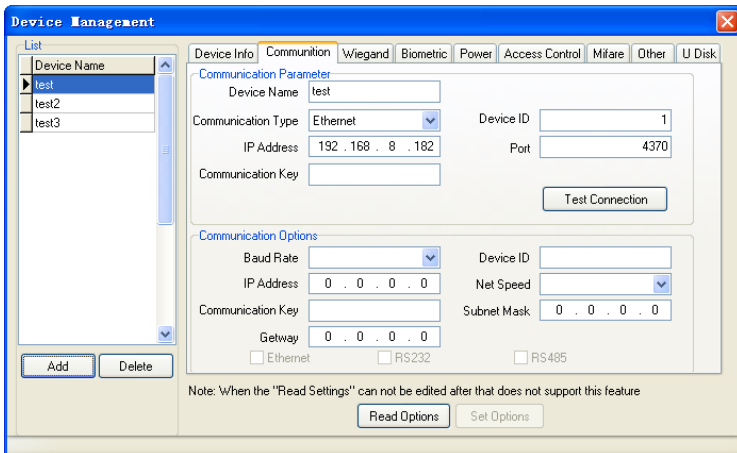 Device Management
List
Device Name
test
test2
test3
Add Delete
Device Info Communition Wiegand Biometric Power Access Control Mifare Other U Disk
Communication Parameter
Device Name test
Communication Type Ethernet Device ID 1
IP Address 192 . 168 . 8 . 182 Port 4370
Communication Key
Test Connection
Communication Options
Baud Rate Device ID
IP Address 0 . 0 . 0 . 0 Net Speed
Communication Key Subnet Mask 0 . 0 . 0 . 0
Getway 0 . 0 . 0 . 0
Ethernet RS232 RS485
Note: When the "Read Settings" can not be edited after that does not support this feature
Read Options Set Options